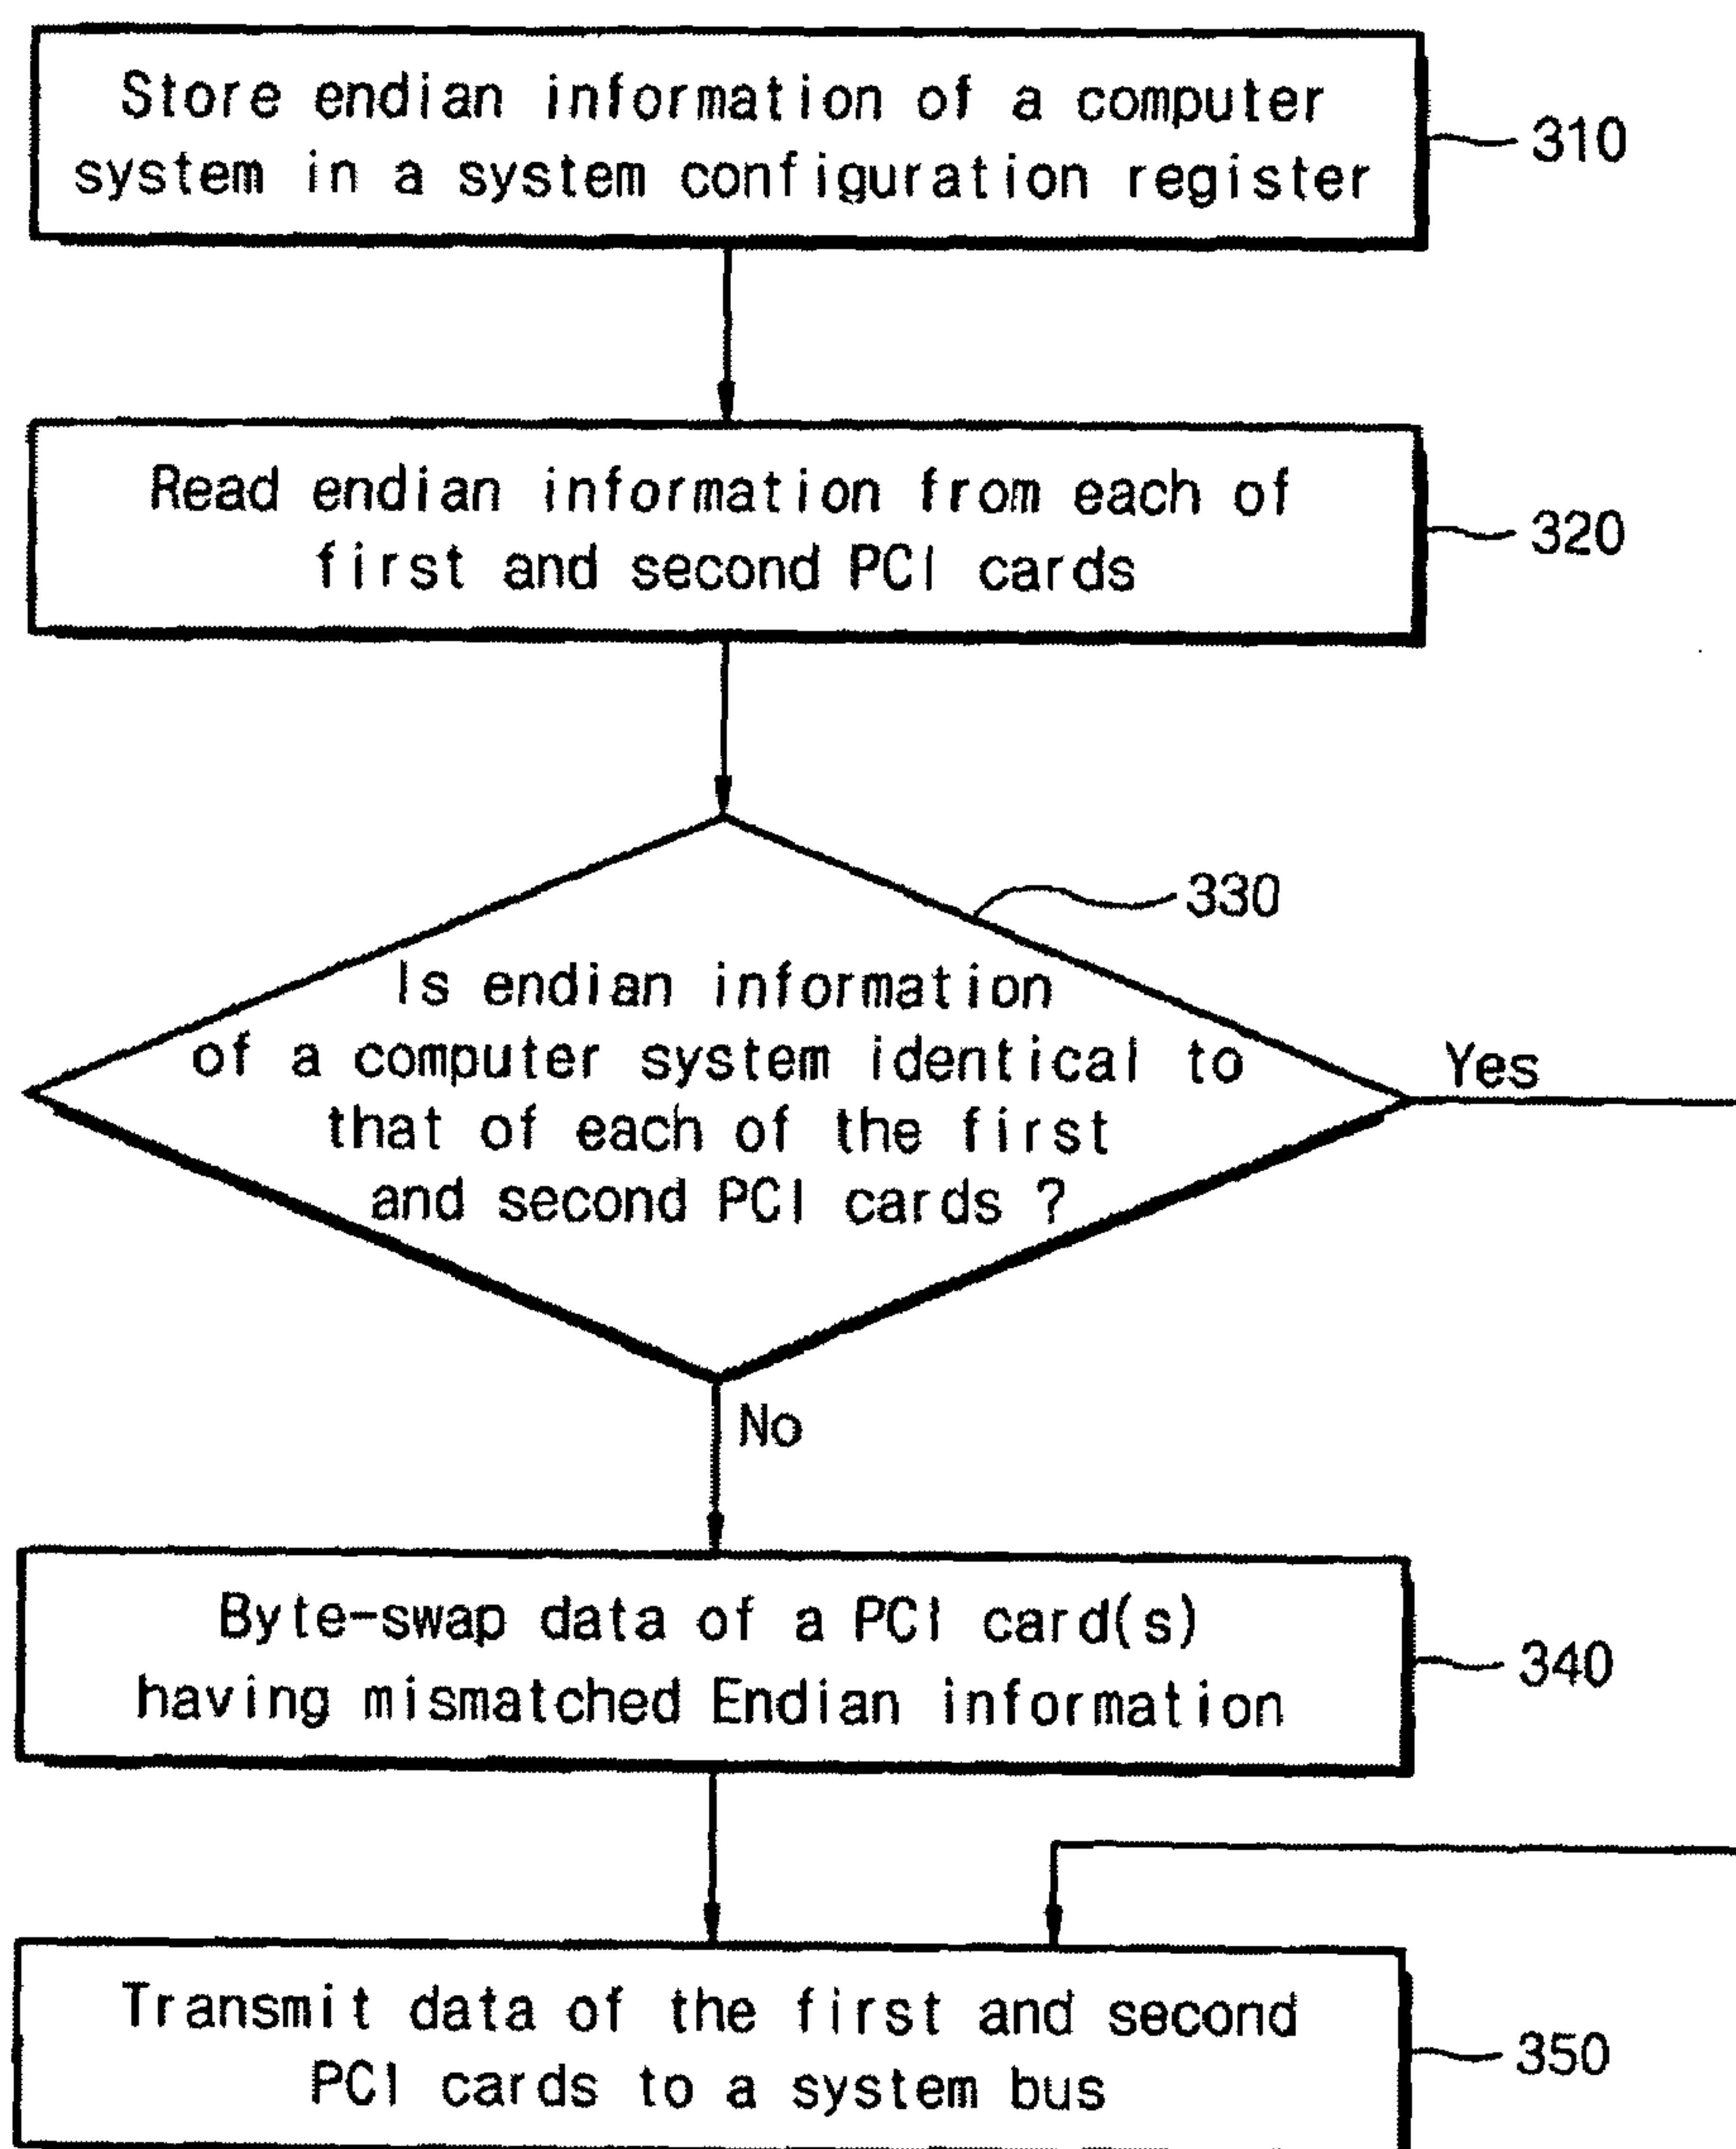 Store endian information of a computer
system in a system configuration register
310
Read endian information from each of
first and second PCI cards
320
330
Is endian information
of a computer system identical to
that of each of the first
and second PCI cards ?
Yes
No
Byte-swap data of a PCI card(s)
having mismatched Endian information
340
Transmit data of the first and second
PCI cards to a system bus
350